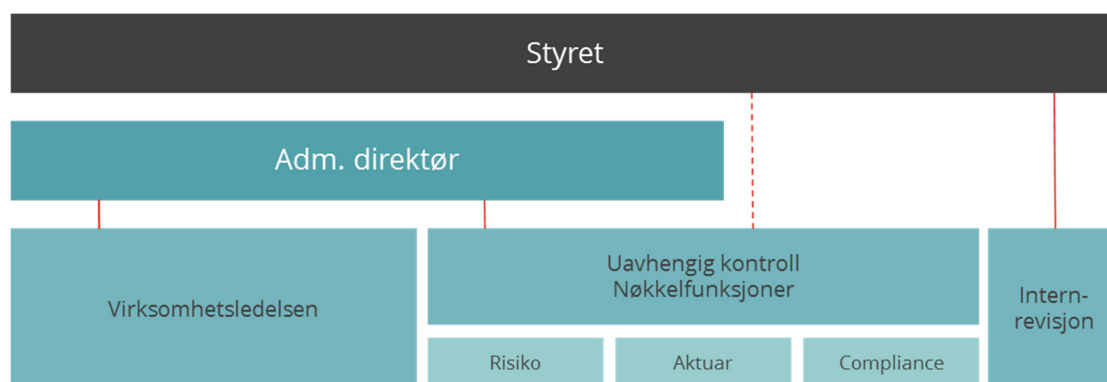 Styret
Adm. direktør
Virksomhetsledelsen
Uavhengig kontroll
Nøkkelfunksjoner
Risiko
Aktuar
Compliance
Intern-
revisjon